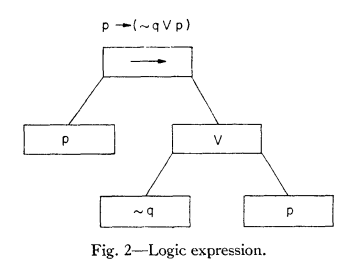 p → (~q V p)
→
p V
~q p
Fig. 2—Logic expression.